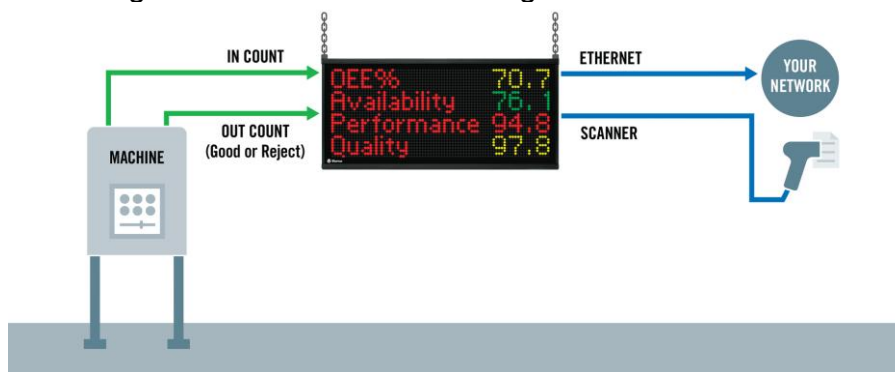 IN COUNT
OUT COUNT
(Good or Reject)
MACHINE
OEE% 70.7
Availability 76.1
Performance 94.8
Quality 97.8
ETHERNET
SCANNER
YOUR
NETWORK